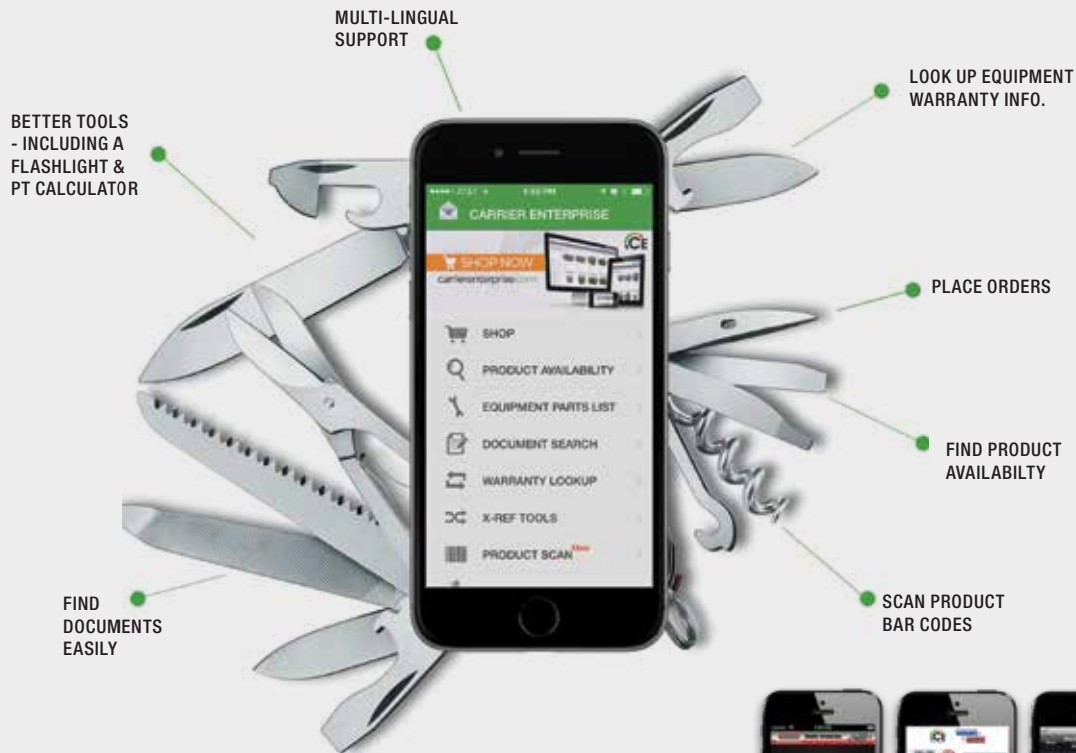 MULTI-LINGUAL
SUPPORT
LOOK UP EQUIPMENT
WARRANTY INFO.
BETTER TOOLS
- INCLUDING A
FLASHLIGHT &
PT CALCULATOR
CARRIER ENTERPRISE
SHOP NOW
carrierenterprise.com
SHOP
PRODUCT AVAILABILITY
EQUIPMENT PARTS LIST
DOCUMENT SEARCH
WARRANTY LOOKUP
X-REF TOOLS
PRODUCT SCAN New
PLACE ORDERS
FIND PRODUCT
AVAILABILTY
SCAN PRODUCT
BAR CODES
FIND
DOCUMENTS
EASILY